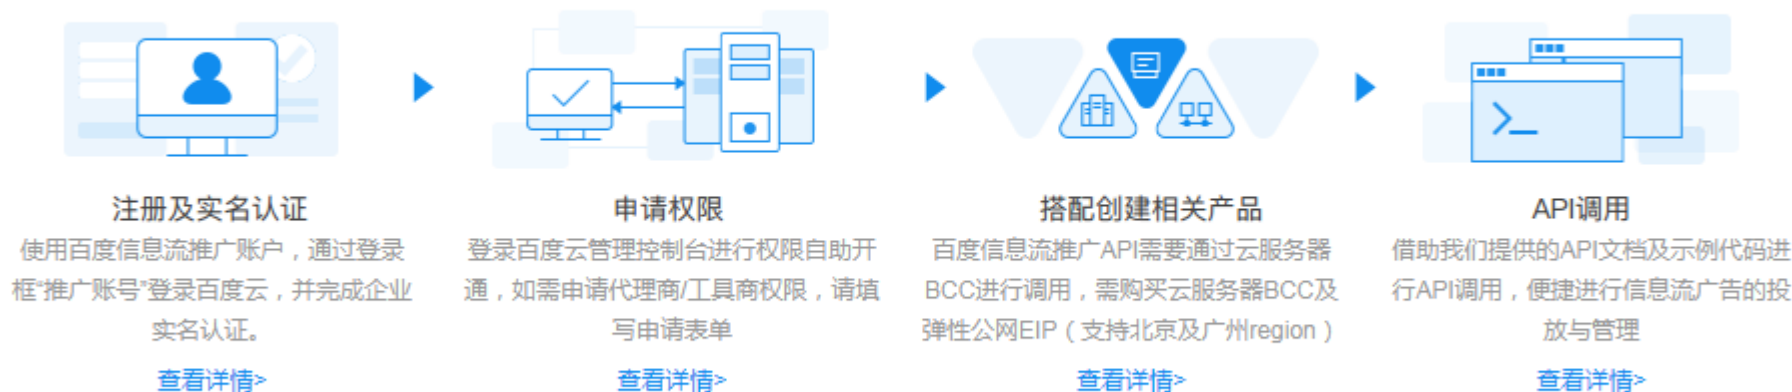 注册及实名认证
使用百度信息流推广账户，通过登录
框“推广账号”登录百度云，并完成企业
实名认证。
查看详情>
申请权限
登录百度云管理控制台进行权限自助开
通，如需申请代理商/工具商权限，请填
写申请表单
查看详情>
搭配创建相关产品
百度信息流推广API需要通过云服务器
BCC进行调用，需购买云服务器BCC及
弹性公网EIP（支持北京及广州region）
查看详情>
API调用
借助我们提供的API文档及示例代码进
行API调用，便捷进行信息流广告的投
放与管理
查看详情>